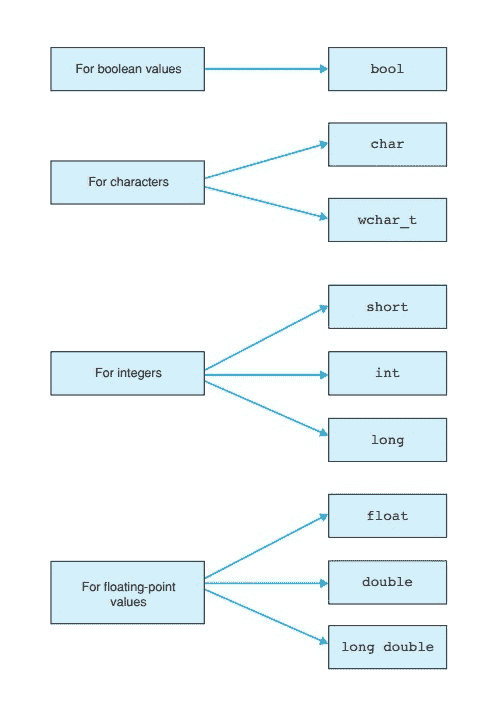 For boolean values
bool
For characters
char
wchar_t
For integers
short
int
long
For floating-point
values
float
double
long double